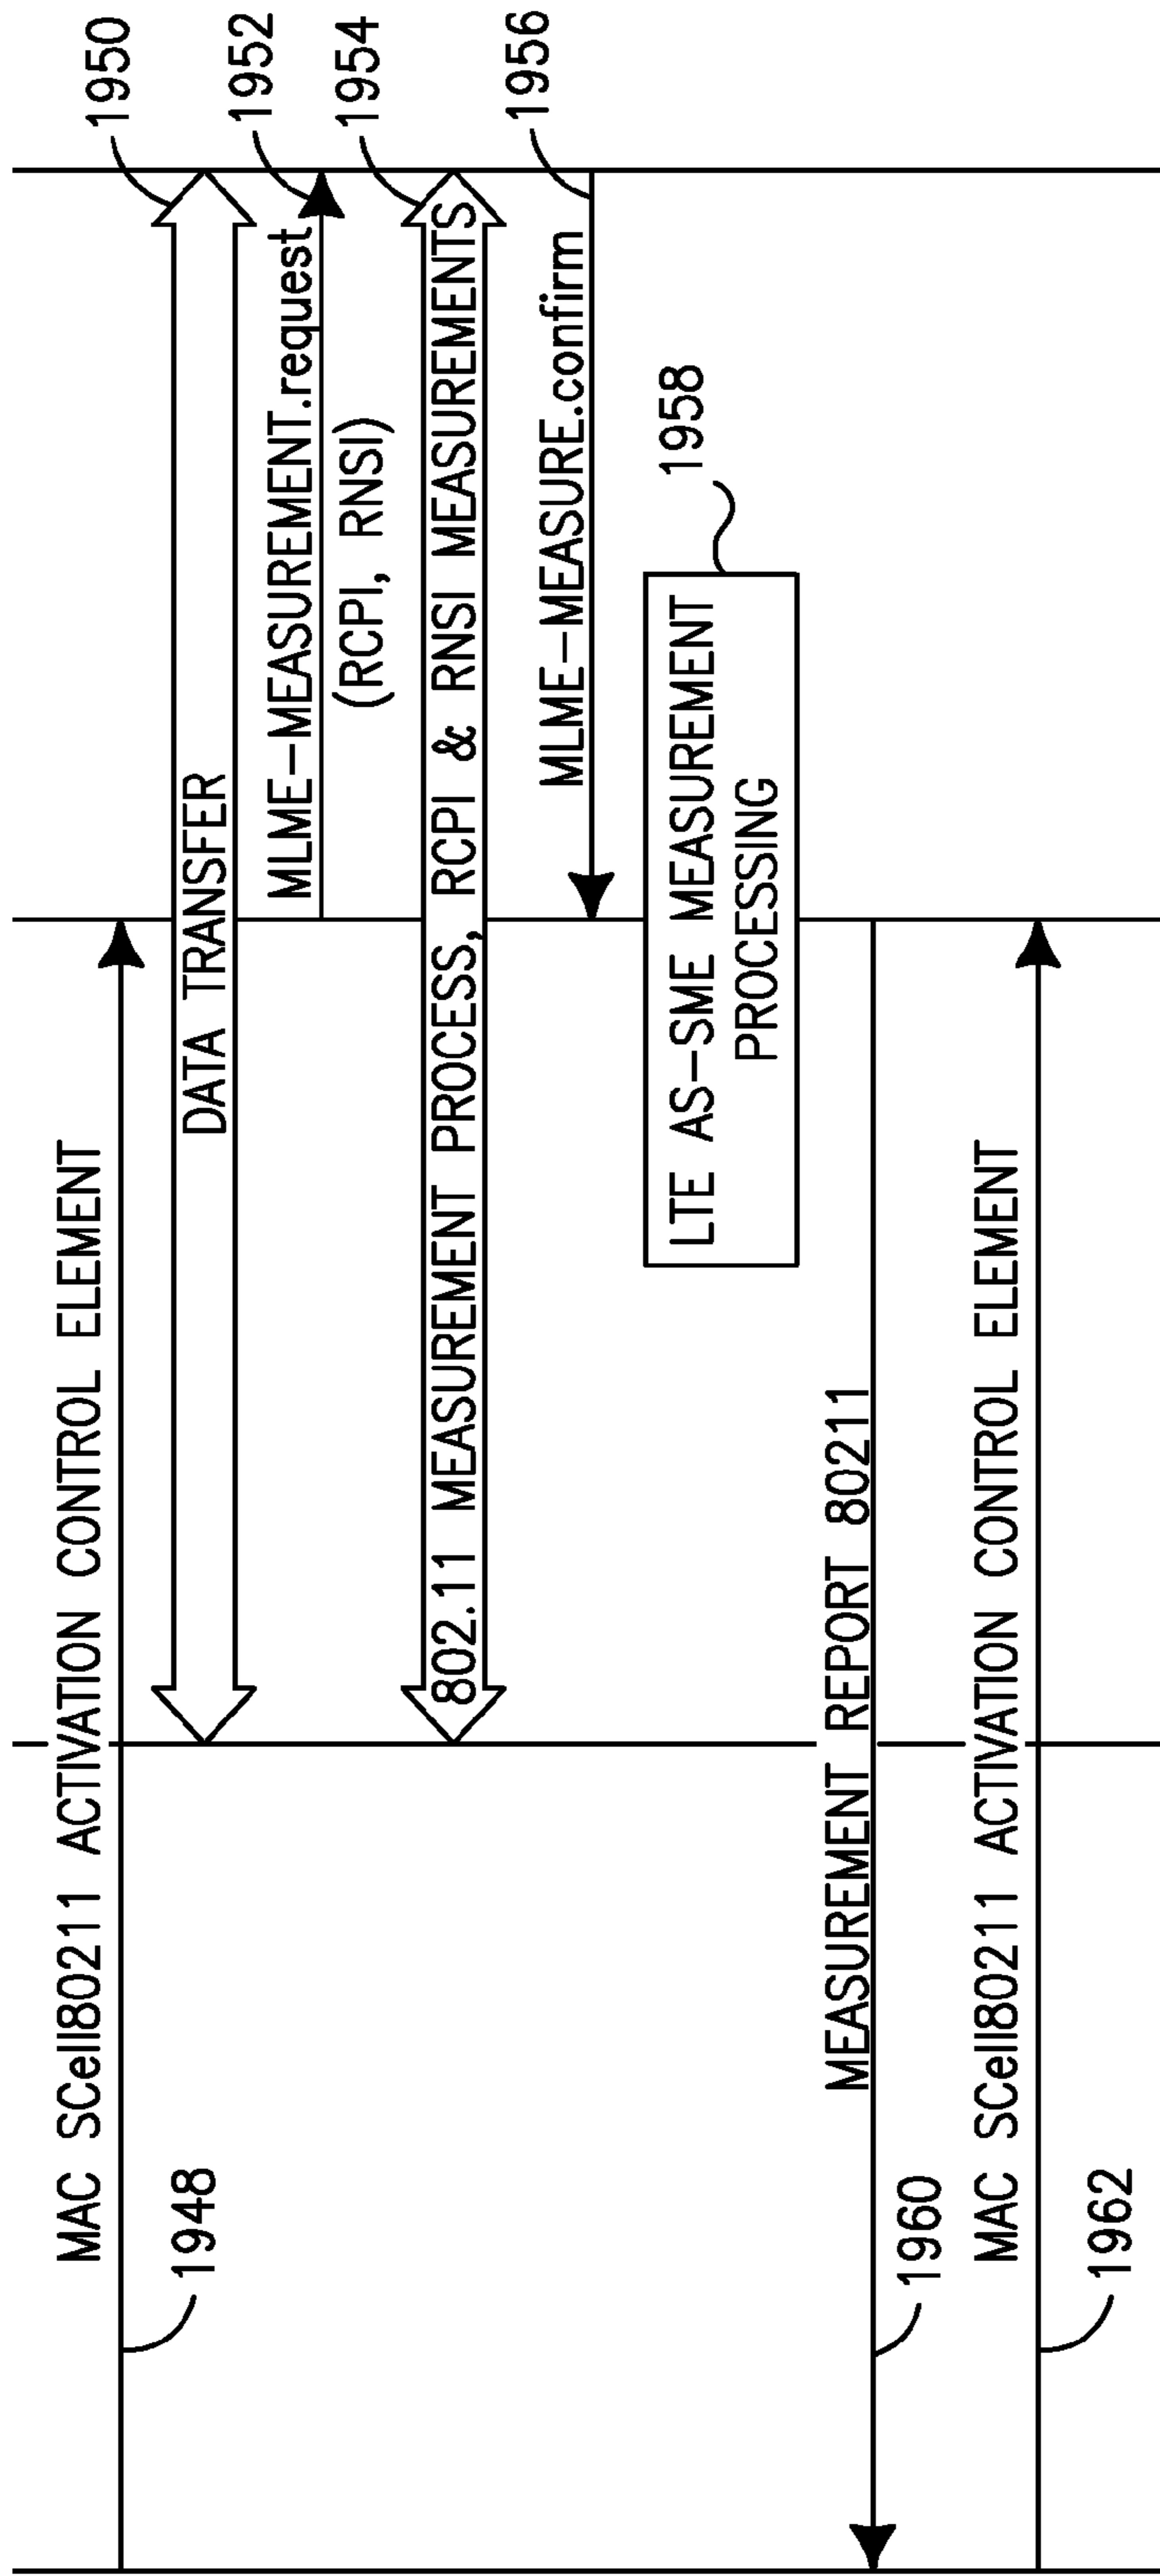 MAC SCell80211 ACTIVATION CONTROL ELEMENT
1948
1950
DATA TRANSFER
MLME-MEASUREMENT.request
1952
(RCPI, RNSI)
1954
802.11 MEASUREMENT PROCESS, RCPI & RNSI MEASUREMENTS
1956
MLME-MEASURE.confirm
LTE AS-SME MEASUREMENT
PROCESSING
1958
MEASUREMENT REPORT 80211
1960
MAC SCell80211 ACTIVATION CONTROL ELEMENT
1962